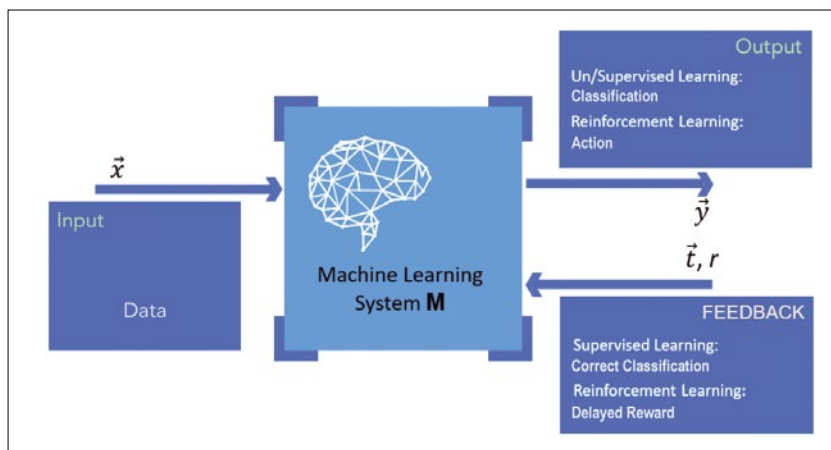 x⃗
Input
Data
Machine Learning
System M
Output
Un/Supervised Learning:
Classification
Reinforcement Learning:
Action
y⃗
t⃗, r
FEEDBACK
Supervised Learning:
Correct Classification
Reinforcement Learning:
Delayed Reward